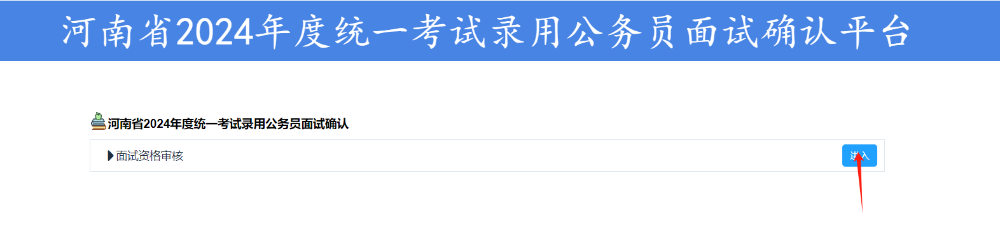 河南省2024年度统一考试录用公务员面试确认平台
河南省2024年度统一考试录用公务员面试确认
面试资格审核
进入